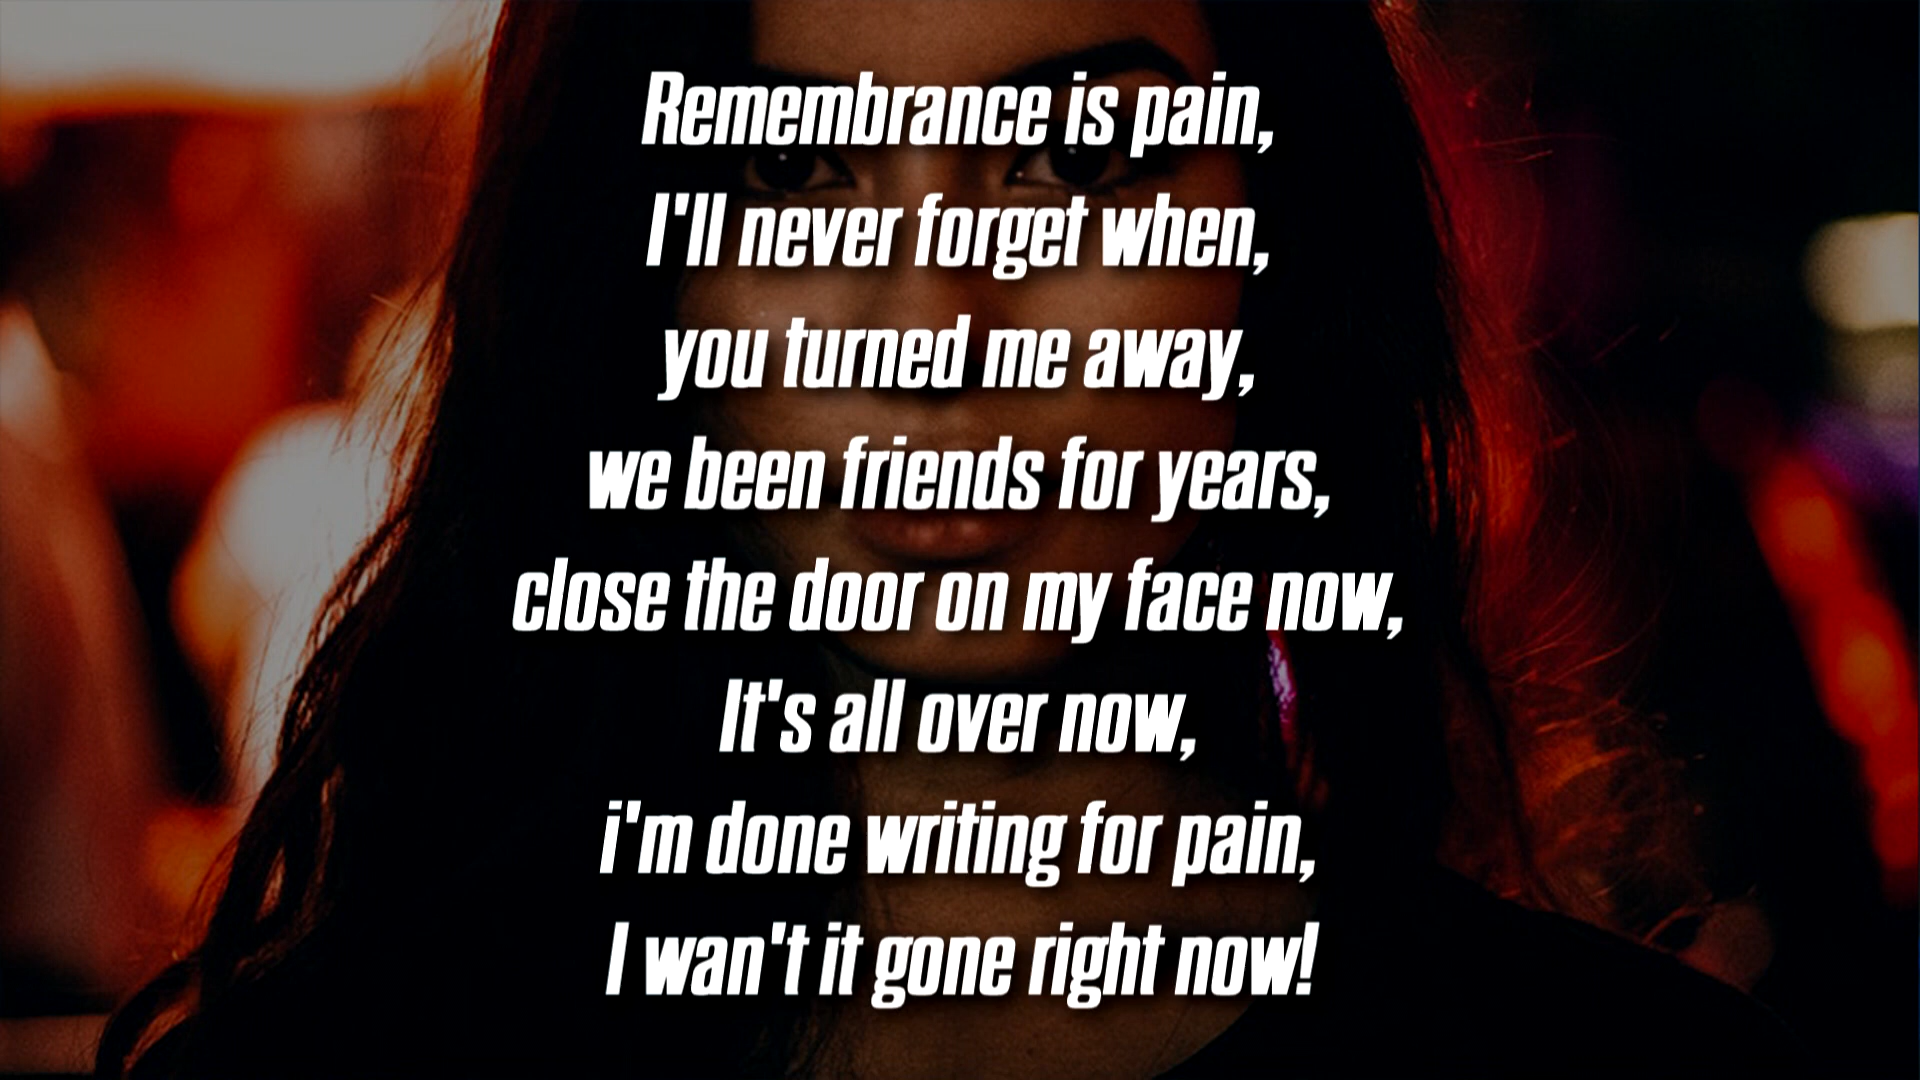 Remembrance is pain,
I'll never forget when,
you turned me away,
we been friends for years,
close the door on my face now,
It's all over now,
i'm done writing for pain,
I wan't it gone right now!